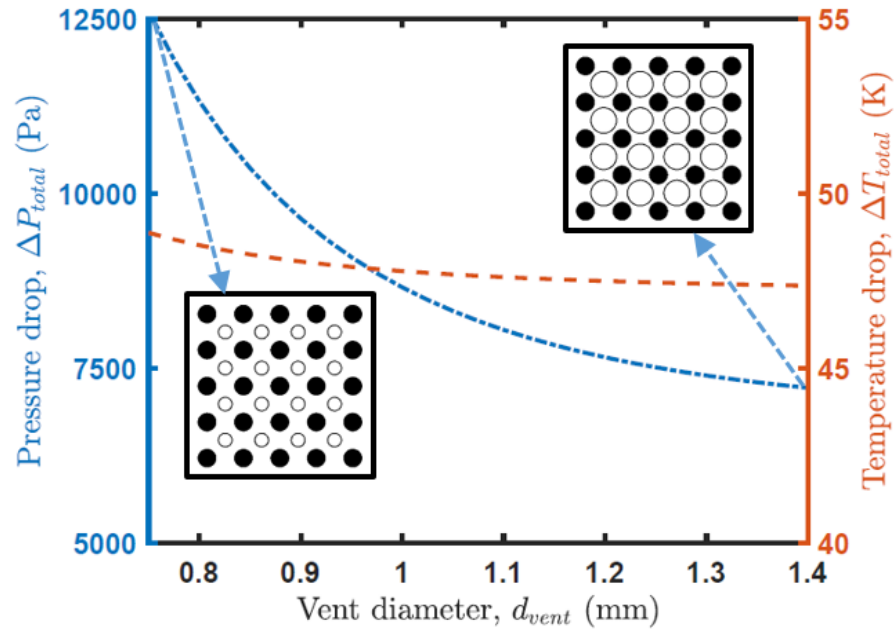 Pressure drop, ΔP_total (Pa)
12500
10000
7500
5000
0.8 0.9 1 1.1 1.2 1.3 1.4
Vent diameter, d_vent (mm)
55
50
45
40
Temperature drop, ΔT_total (K)